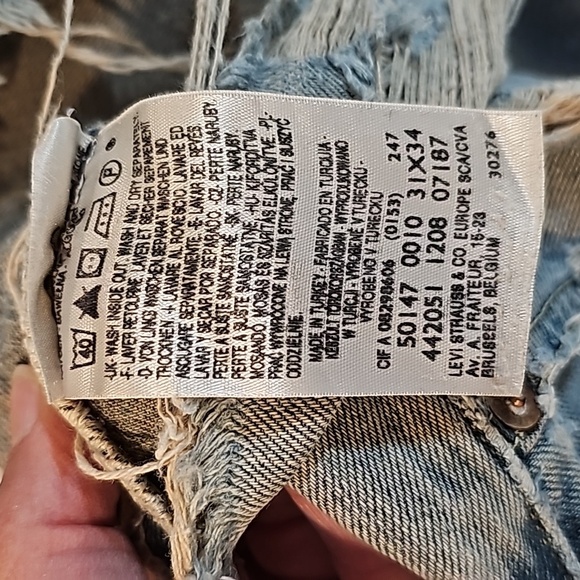 40
P
-UK WASH INSIDE OUT. WASH AND DRY SEPARATELY
-F- LAVER RETOURNE. LAVER ET SECHER SEPAREMENT
-D- VON LINKS WASCHEN SEPARAT WASCHEN UND
TROCKNEN -I- LAVARE AL ROVESCIO. LAVARE ED
ASCIUGARE SEPARATAMENTE. -E- LAVAR DEL REVES.
LAVAR Y SECAR POR SEPARADO. -CZ- PERTE NARUBY.
PERTE A SUSTE SAMOSTATNE. -SK- PERTE NARUBY.
PERTE A SUSTE SAMOSTATNE. -HU- KIFORDITVA
MOSANDO. MOSAS ES SZARITAS ELKULONITVE. -PL-
PRAC WYWROCONE NA LEWA STRONE, PRAC I SUSZYC
ODDZIELNIE.
MADE IN TURKEY - FABRICADO EN TURQUIA -
W TURCJI - VYROBENE V TURECKU -
VYROBENO V TURECKU
CIF A 08298606 (0153) 247
50147 0010 31X34
442051 1208 07187
LEVI STRAUSS & CO. EUROPE SCA/CVA
Av. A. FRAITEUR 15-23
BRUSSELS, BELGIUM 30276